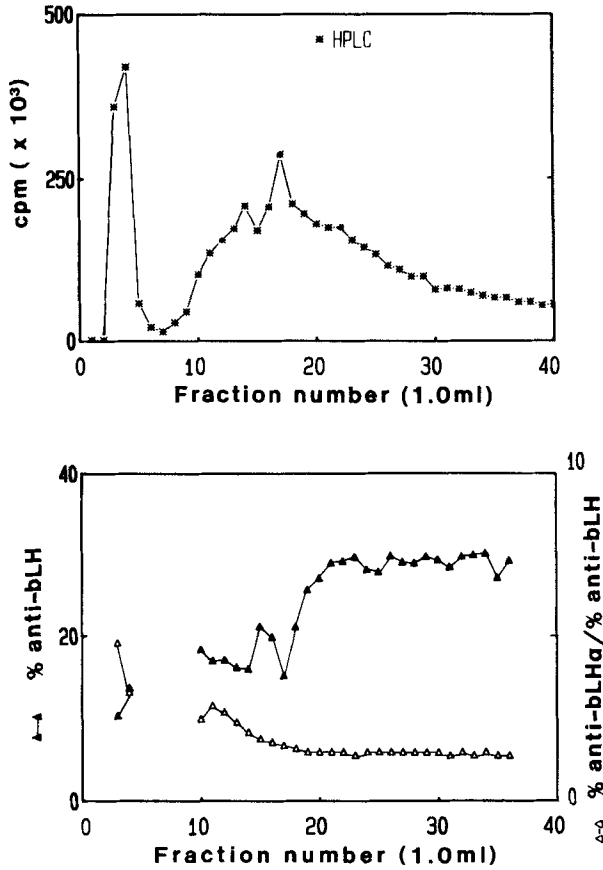 500
250
0
cpm ( x 10³)
✷ HPLC
0 10 20 30 40
Fraction number (1.0ml)
40
20
0
▲-▲ % anti-bLH
10
0
△-△ % anti-bLHα/% anti-bLH
0 10 20 30 40
Fraction number (1.0ml)